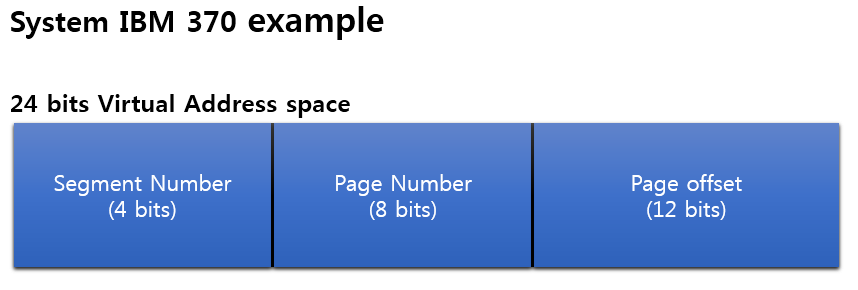 System IBM 370 example
24 bits Virtual Address space
Segment Number
(4 bits)
Page Number
(8 bits)
Page offset
(12 bits)